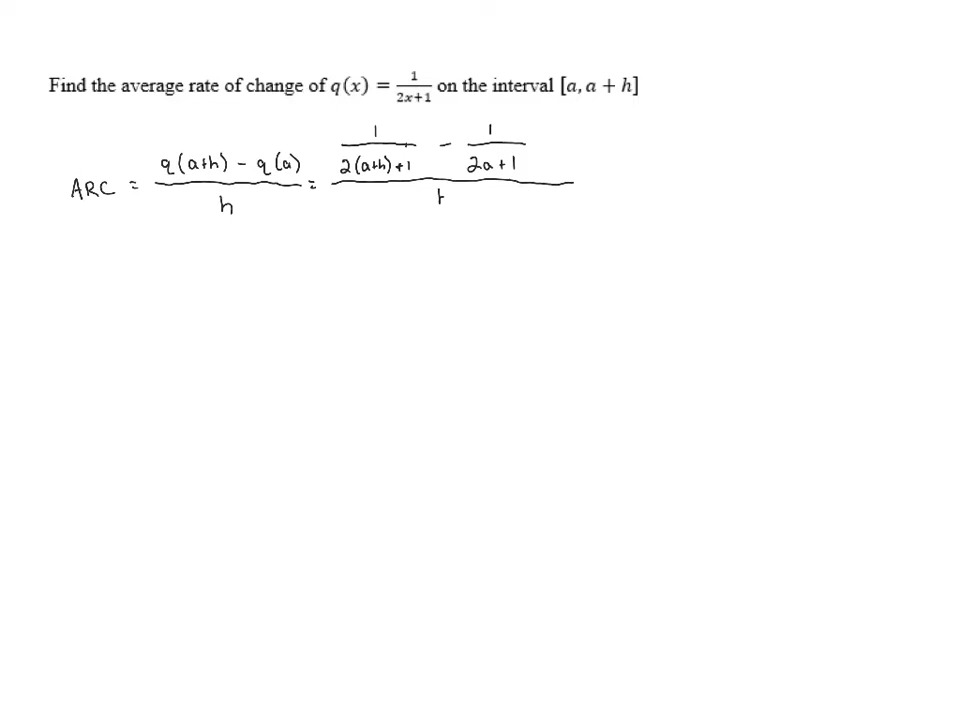 Find the average rate of change of q(x) = 1/(2x+1) on the interval [a, a + h]
ARC = (q(a+h) - q(a))/h = (1/(2(a+h)+1) - 1/(2a+1))/